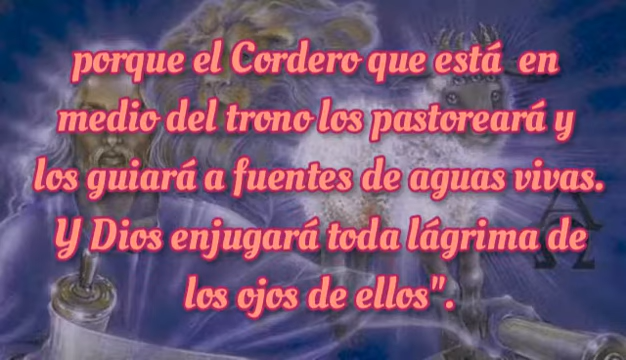 porque el Cordero que está en
medio del trono los pastoreará y
los guiará a fuentes de aguas vivas.
Y Dios enjugará toda lágrima de
los ojos de ellos".
Α
Ω